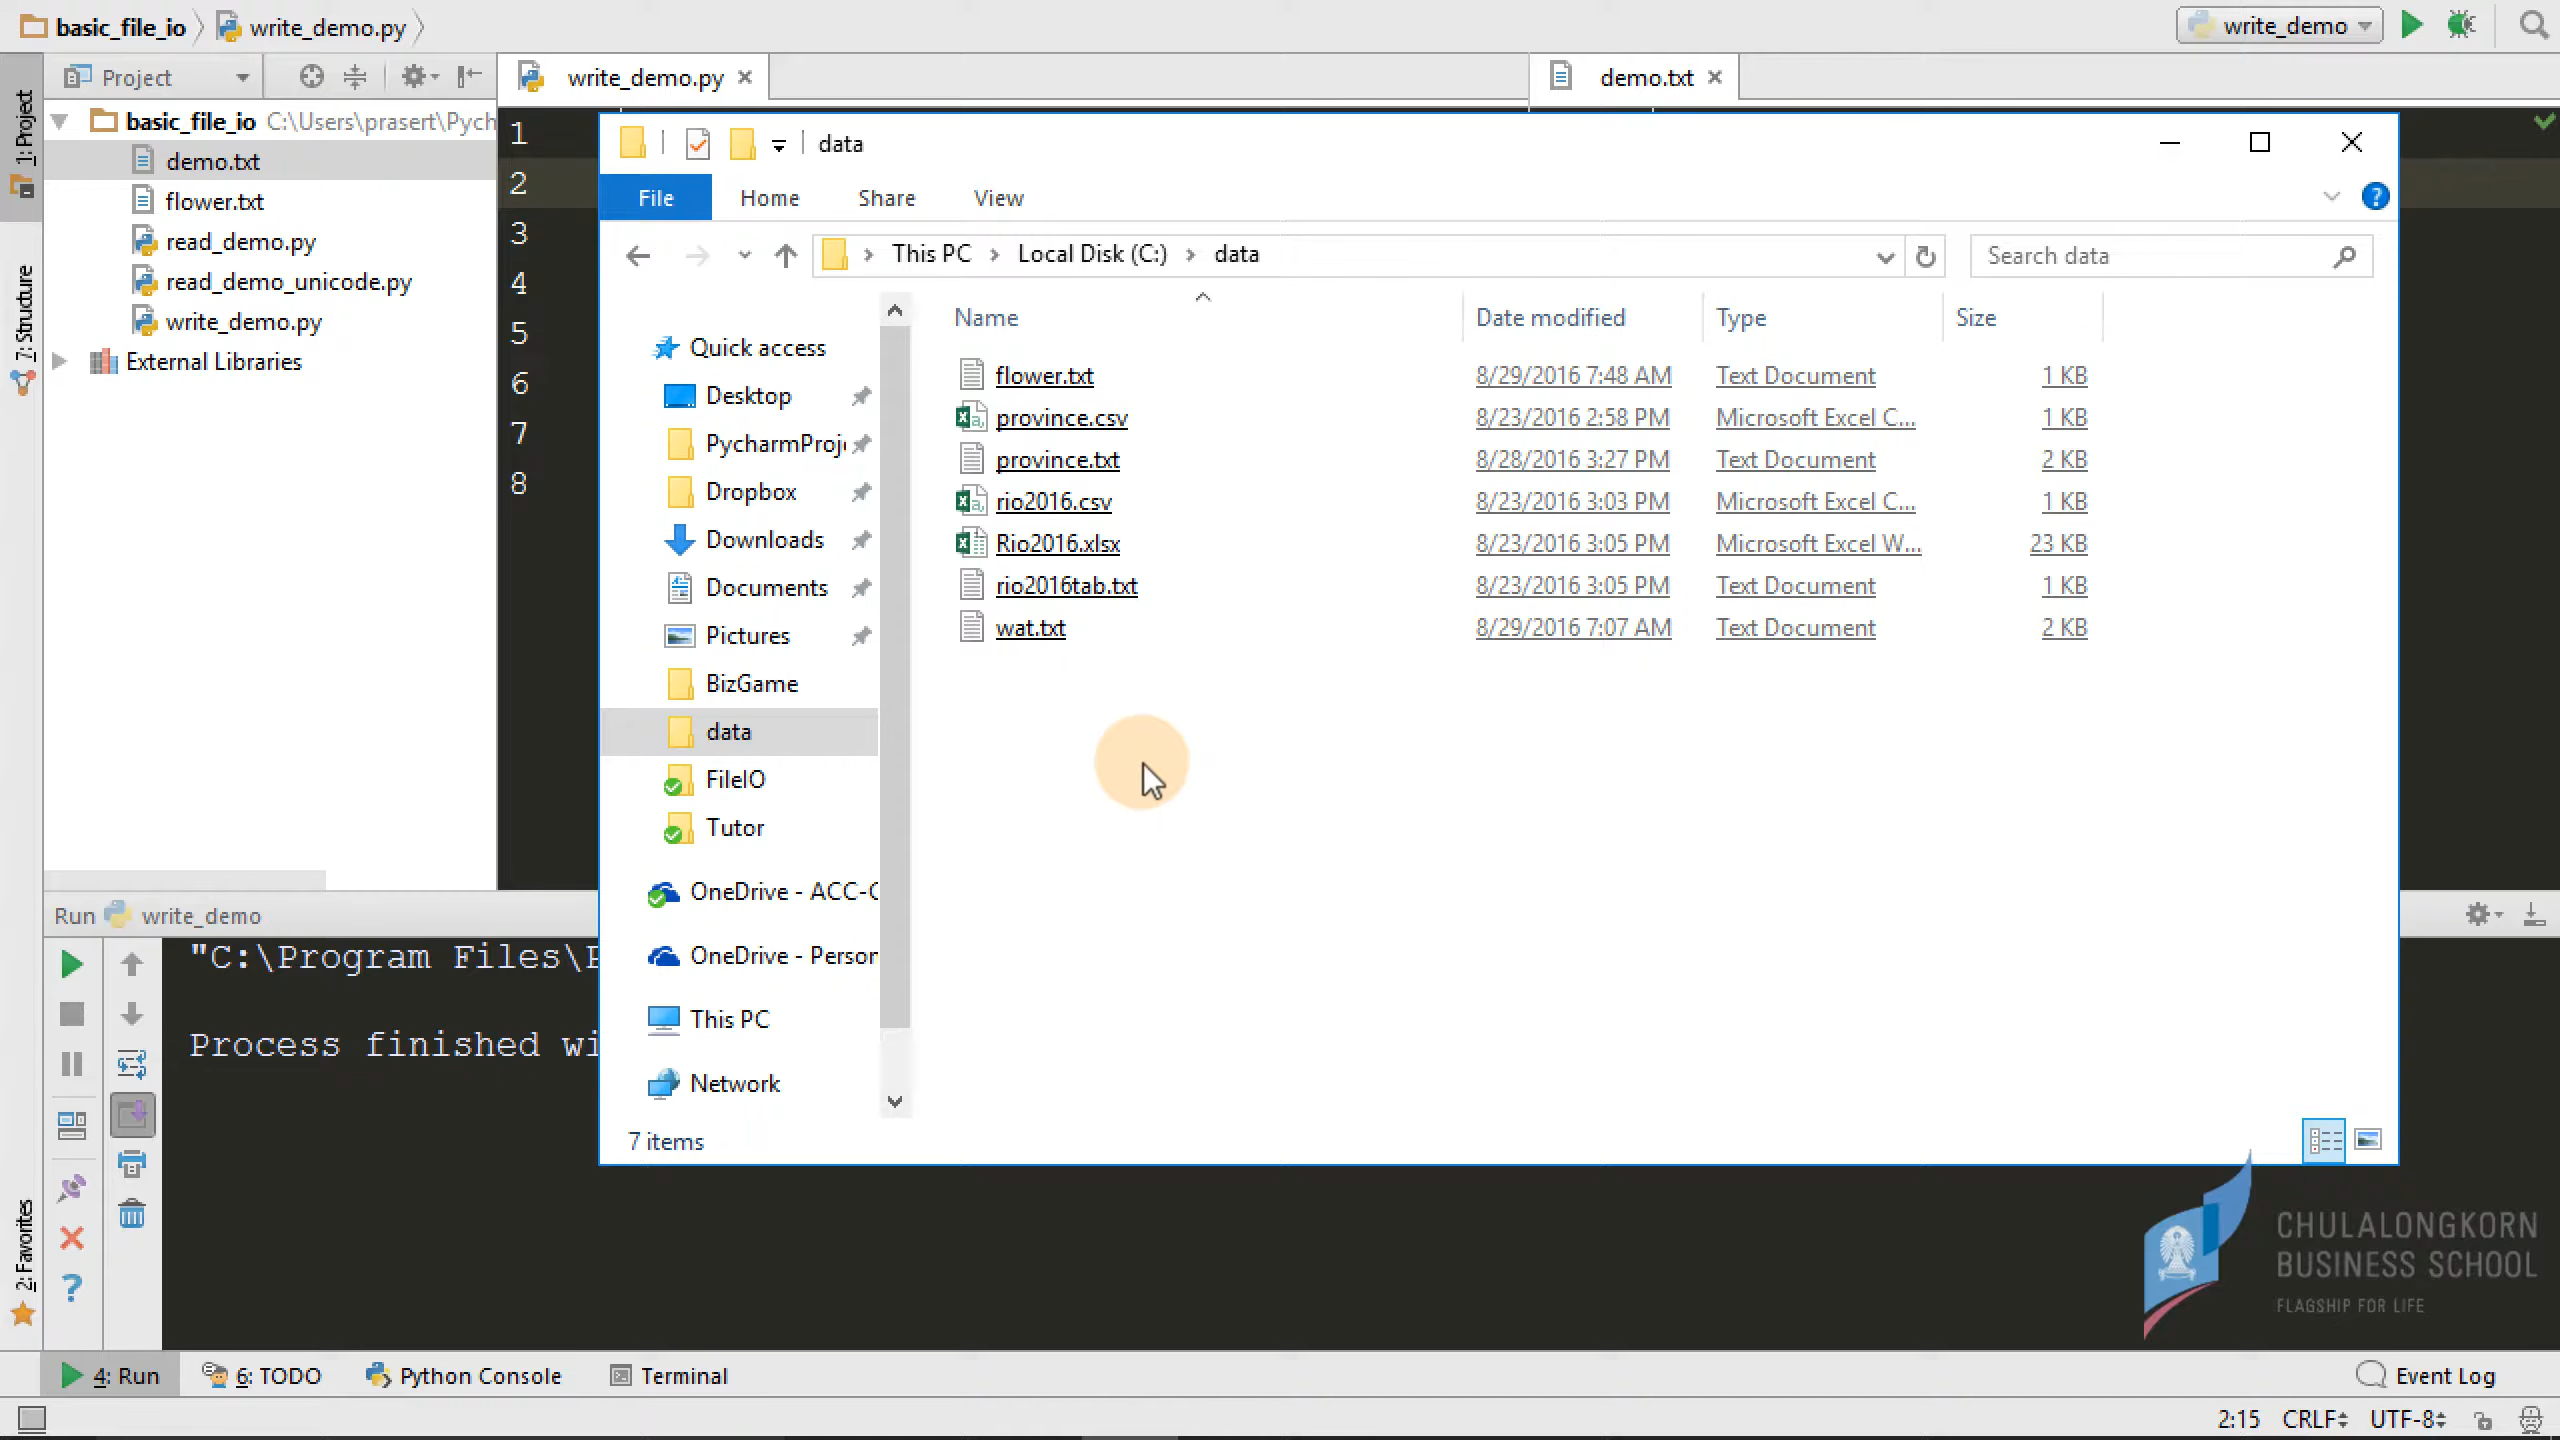 basic_file_io write_demo.py
write_demo
1: Project
7: Structure
2: Favorites
Project
write_demo.py
demo.txt
basic_file_io C:\Users\prasert\Pych
demo.txt
flower.txt
read_demo.py
read_demo_unicode.py
write_demo.py
External Libraries
1
2
3
4
5
6
7
8
data
File Home Share View
This PC Local Disk (C:) data
Search data
Name Date modified Type Size
Quick access
Desktop
PycharmProj
Dropbox
Downloads
Documents
Pictures
BizGame
data
FileIO
Tutor
OneDrive - ACC-C
OneDrive - Person
This PC
Network
flower.txt 8/29/2016 7:48 AM Text Document 1 KB
province.csv 8/23/2016 2:58 PM Microsoft Excel C... 1 KB
province.txt 8/28/2016 3:27 PM Text Document 2 KB
rio2016.csv 8/23/2016 3:03 PM Microsoft Excel C... 1 KB
Rio2016.xlsx 8/23/2016 3:05 PM Microsoft Excel W... 23 KB
rio2016tab.txt 8/23/2016 3:05 PM Text Document 1 KB
wat.txt 8/29/2016 7:07 AM Text Document 2 KB
7 items
Run write_demo
"C:\Program Files\
Process finished wi
CHULALONGKORN
BUSINESS SCHOOL
FLAGSHIP FOR LIFE
4: Run 6: TODO Python Console Terminal Event Log
2:15 CRLF UTF-8